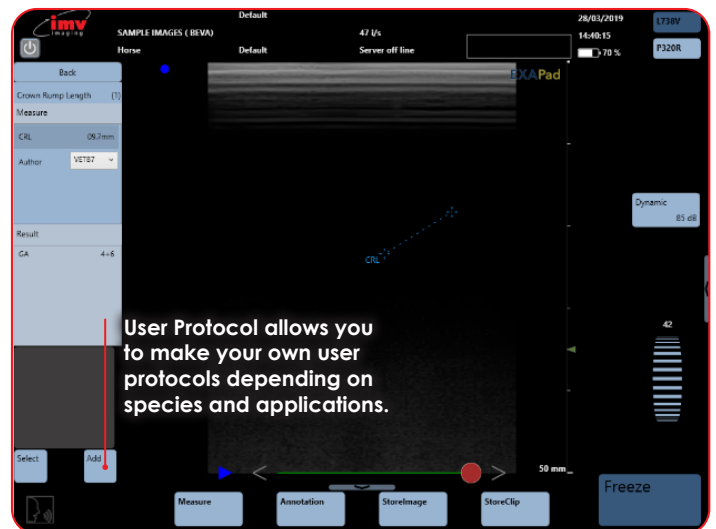 imv
imaging
SAMPLE IMAGES ( BEVA)
Default
47 i/s
28/03/2019
14:40:15
70 %
L738V
P320R
Horse
Default
Server off line
EXAPad
Back
Crown Rump Length (1)
Measure
CRL 09.7mm
Author VET87
Result
GA 4+6
CRL
Dynamic
85 dB
42
User Protocol allows you
to make your own user
protocols depending on
species and applications.
Select
Add
50 mm
Measure
Annotation
StoreImage
StoreClip
Freeze